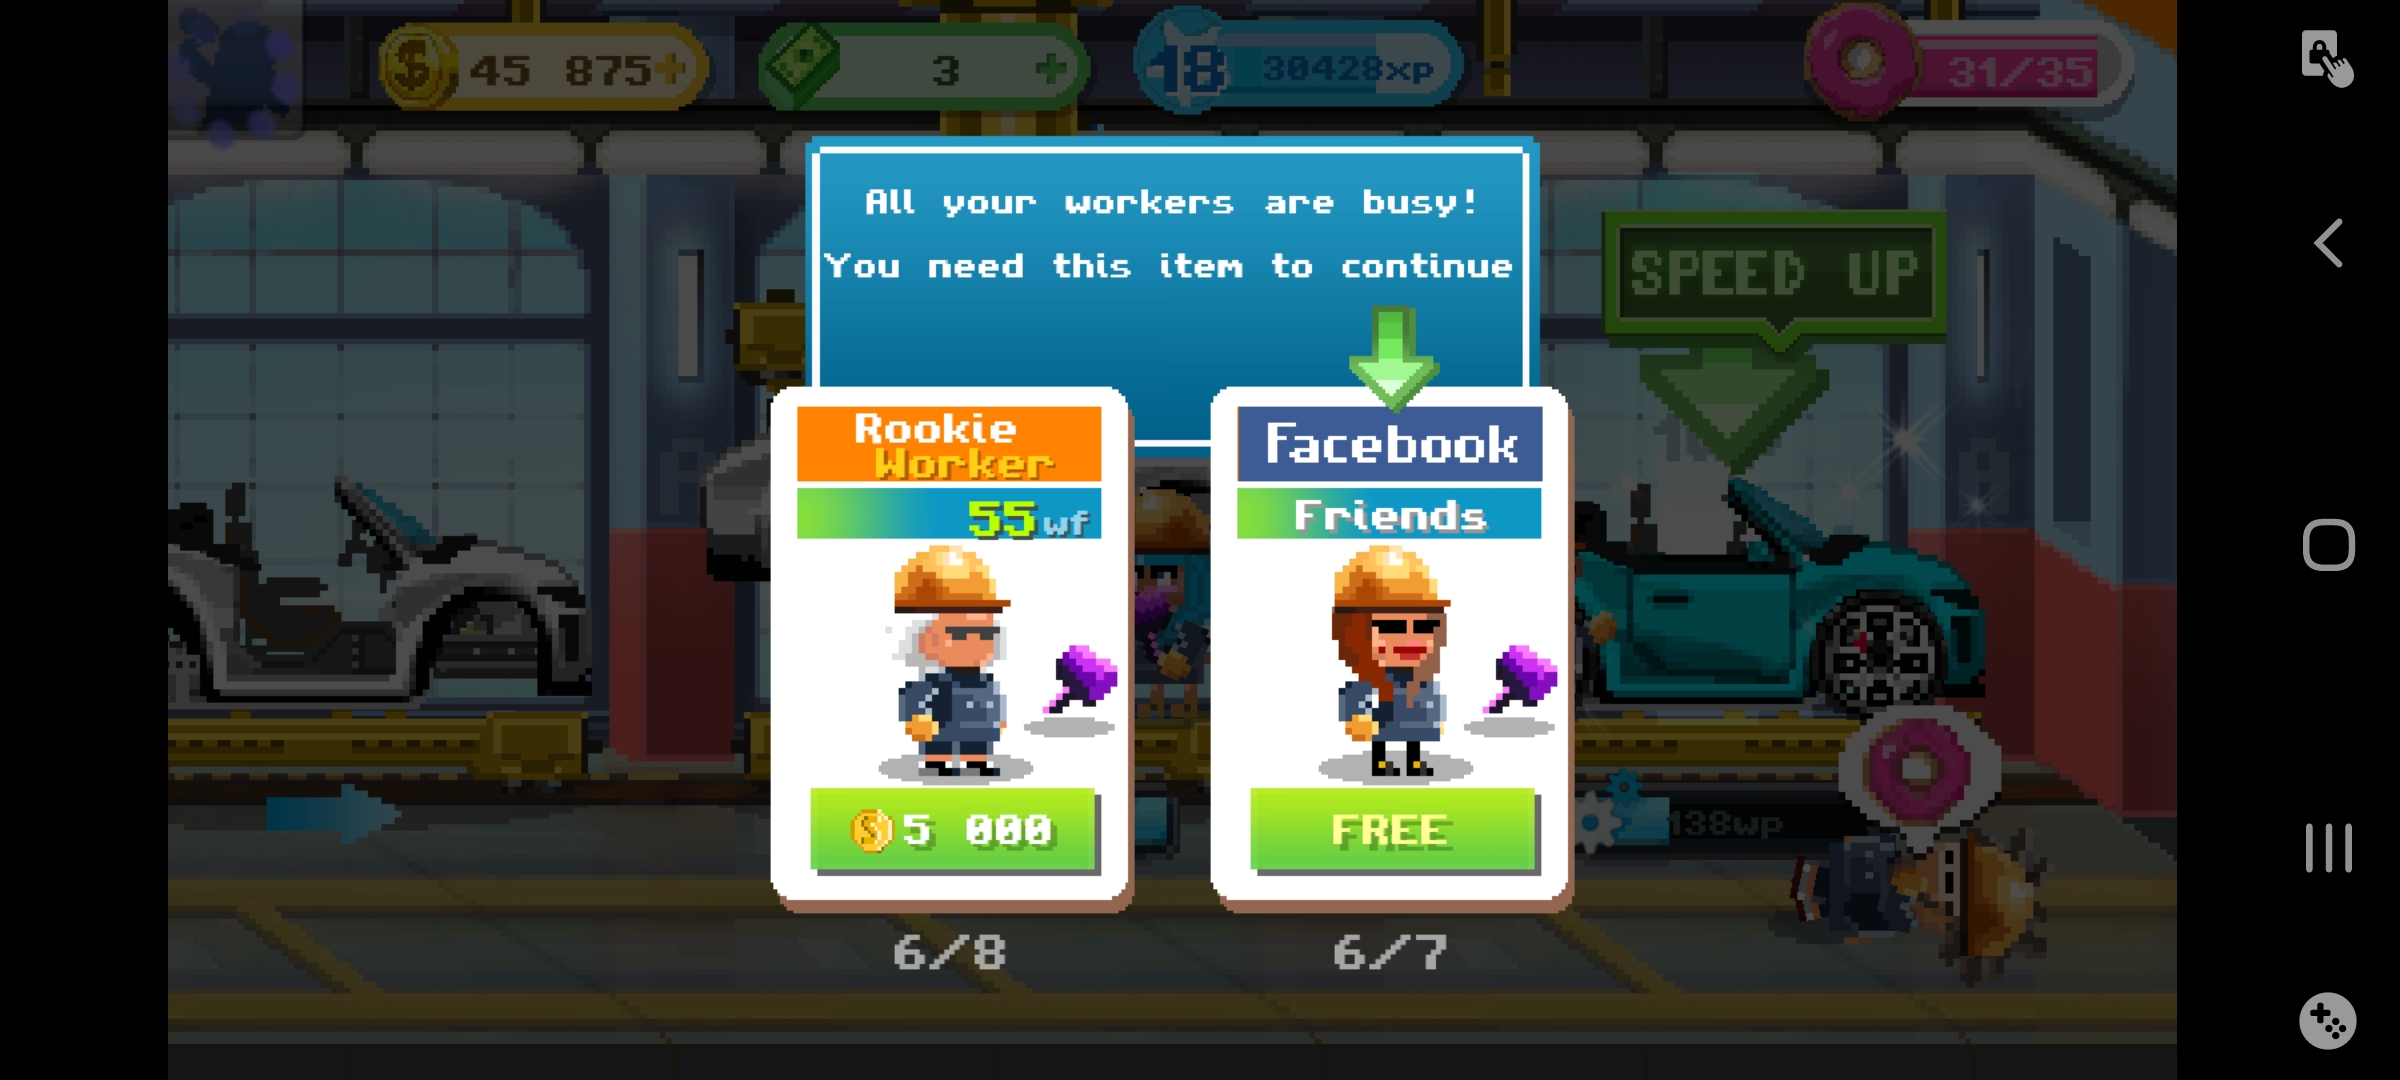 45 875
3
18
30428xp
31/35
All your workers are busy!
You need this item to continue
SPEED UP
Rookie
Worker
55wf
5 000
6/8
Facebook
Friends
FREE
6/7
138wp